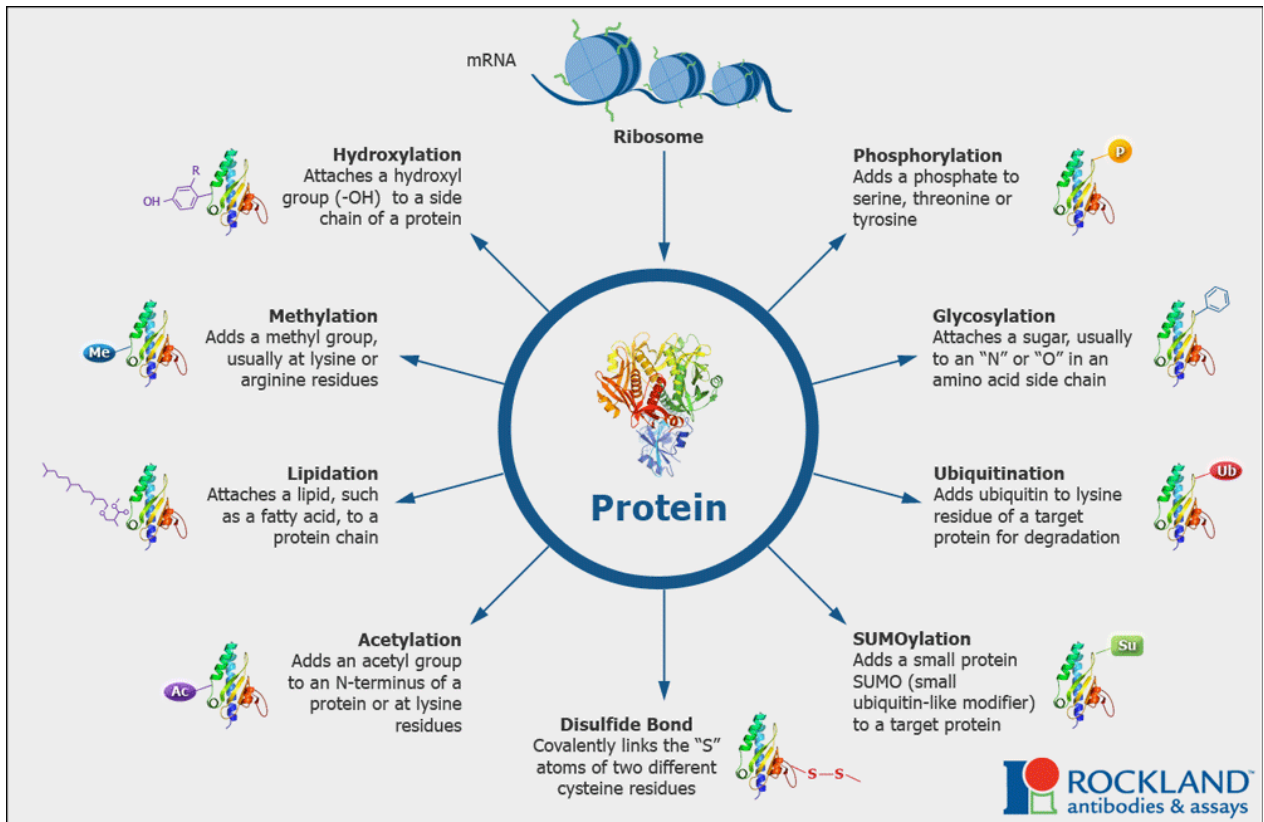 mRNA
Ribosome
Hydroxylation
Attaches a hydroxyl
group (-OH) to a side
chain of a protein
OH
R
Phosphorylation
Adds a phosphate to
serine, threonine or
tyrosine
P
Methylation
Adds a methyl group,
usually at lysine or
arginine residues
Me
Glycosylation
Attaches a sugar, usually
to an “N” or “O” in an
amino acid side chain
Protein
Lipidation
Attaches a lipid, such
as a fatty acid, to a
protein chain
Ubiquitination
Adds ubiquitin to lysine
residue of a target
protein for degradation
Ub
Acetylation
Adds an acetyl group
to an N-terminus of a
protein or at lysine
residues
Ac
SUMOylation
Adds a small protein
SUMO (small
ubiquitin-like modifier)
to a target protein
Su
Disulfide Bond
Covalently links the “S”
atoms of two different
cysteine residues
S—S
ROCKLAND™
antibodies & assays